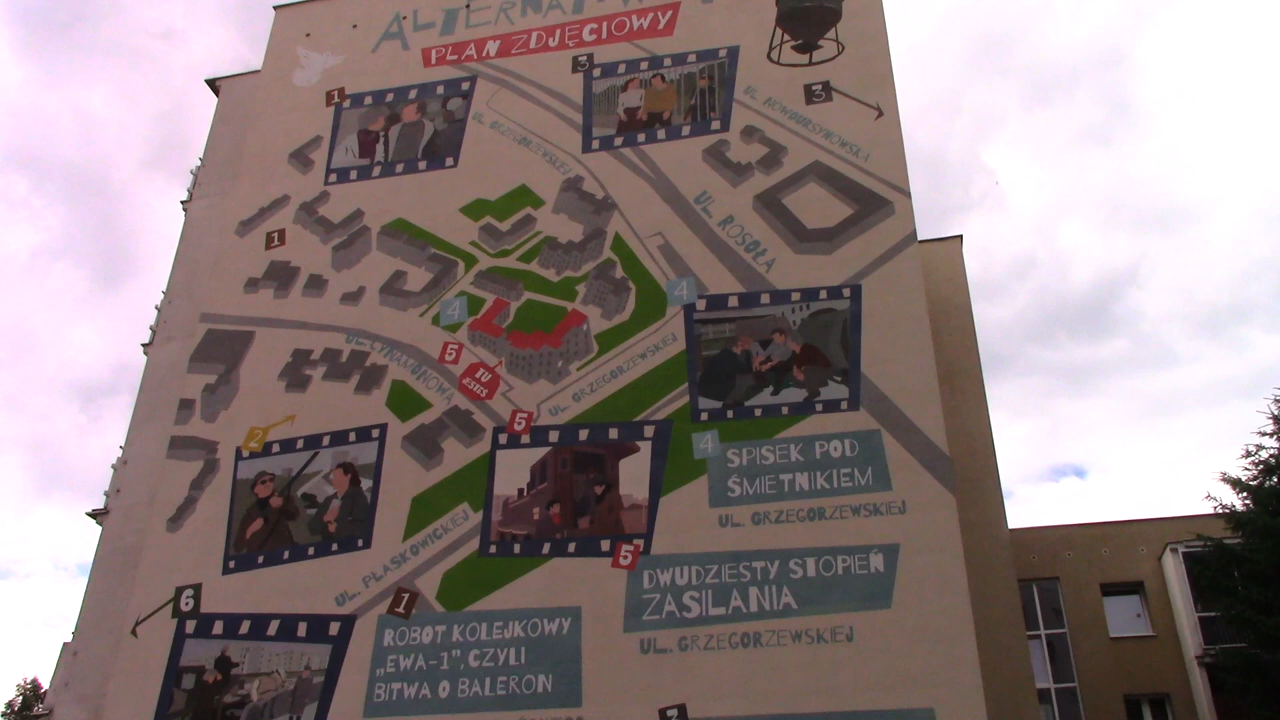 PLAN ZDJĘCIOWY
1
3
3
UL. NOWOURSYNOWSKA
UL. GRZEGORZEWSKIEJ
UL. ROSOŁA
1
4
4
UL. CYNAMONOWA
5
TU
JESTEŚ
UL. GRZEGORZEWSKIEJ
5
2
4
SPISEK POD
ŚMIETNIKIEM
UL. GRZEGORZEWSKIEJ
UL. PŁASKOWICKIEJ
5
DWUDZIESTY STOPIEŃ
ZASILANIA
UL. GRZEGORZEWSKIEJ
6
1
ROBOT KOLEJKOWY
„EWA-1”, CZYLI
BITWA O BALERON
3